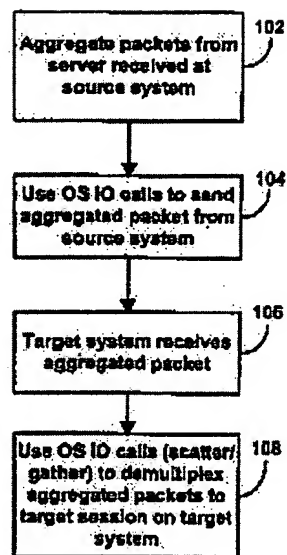 Aggregate packets from
server received at
source system
102
Use OS IO calls to send
aggregated packet from
source system
104
Target system receives
aggregated packet
106
Use OS IO calls (scatter/
gather) to demultiplex
aggregated packets to
target session on target
system
108